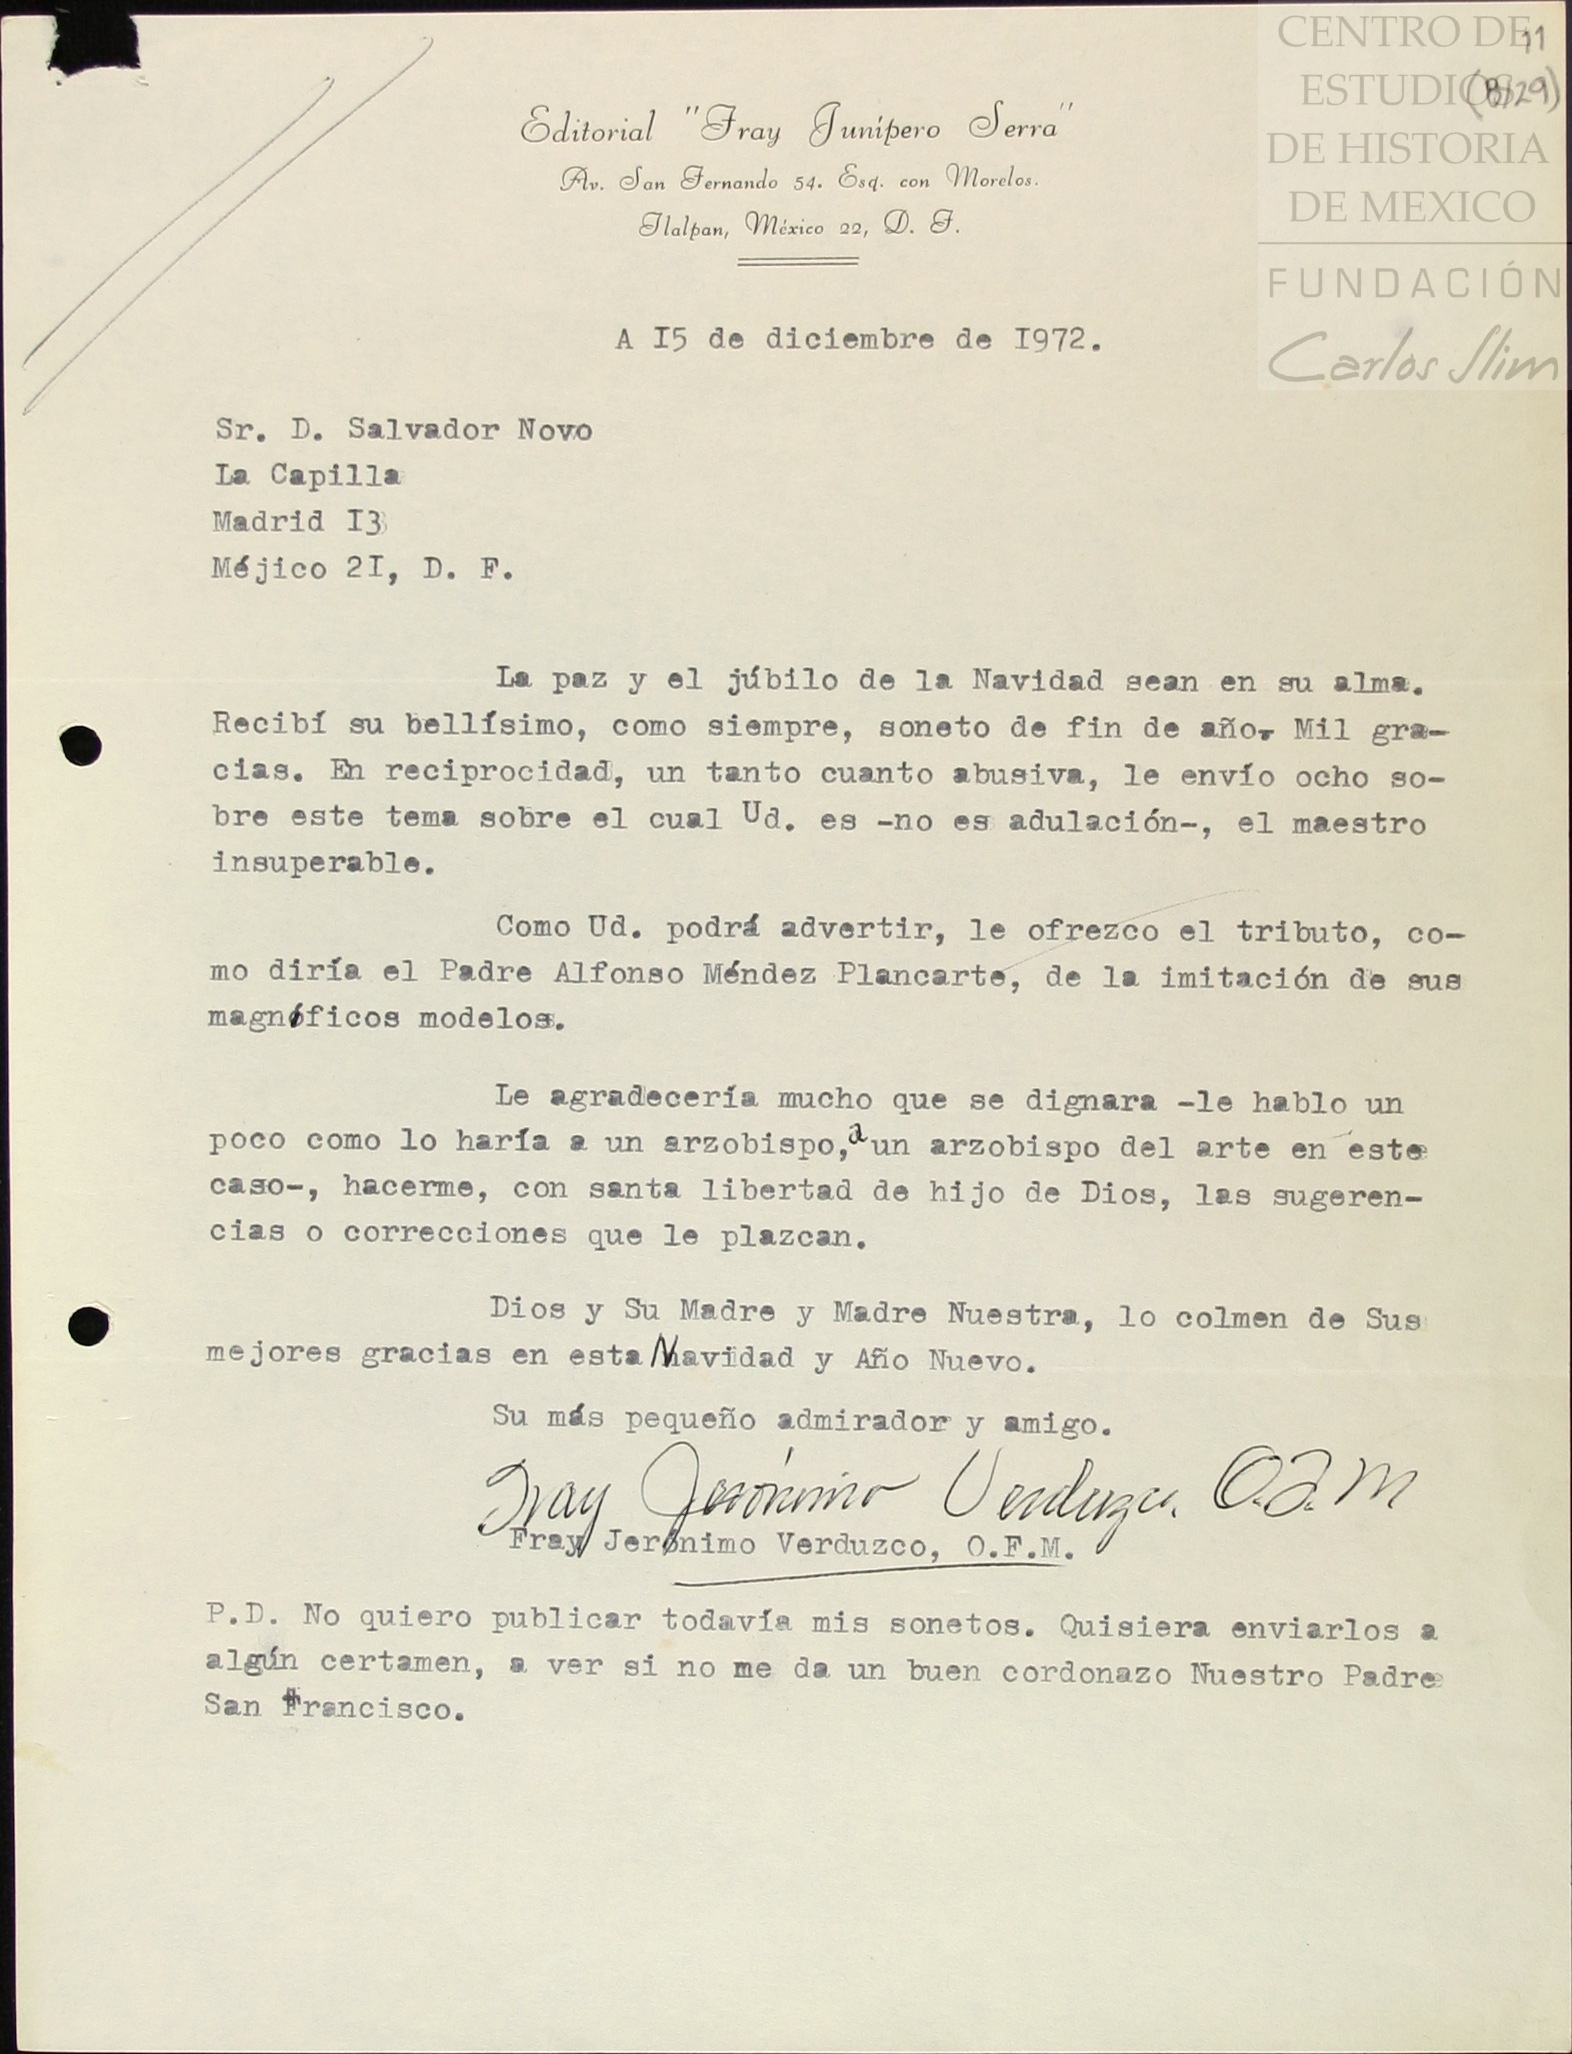 CENTRO DE
ESTUDIOS
DE HISTORIA
DE MEXICO
FUNDACIÓN
Carlos Slim
11
Editorial "Fray Junípero Serra"
Av. San Fernando 54. Esq. con Morelos.
Tlalpan, México 22, D. F.
A I5 de diciembre de I972.
Sr. D. Salvador Novo
La Capilla
Madrid I3
Méjico 2I, D. F.
La paz y el júbilo de la Navidad sean en su alma.
Recibí su bellísimo, como siempre, soneto de fin de año. Mil gra-
cias. En reciprocidad, un tanto cuanto abusiva, le envío ocho so-
bre este tema sobre el cual Ud. es -no es adulación-, el maestro
insuperable.
Como Ud. podrá advertir, le ofrezco el tributo, co-
mo diría el Padre Alfonso Méndez Plancarte, de la imitación de sus
magníficos modelos.
Le agradecería mucho que se dignara -le hablo un
poco como lo haría a un arzobispo, a un arzobispo del arte en este
caso-, hacerme, con santa libertad de hijo de Dios, las sugeren-
cias o correcciones que le plazcan.
Dios y Su Madre y Madre Nuestra, lo colmen de Sus
mejores gracias en esta Navidad y Año Nuevo.
Su más pequeño admirador y amigo.
Fray Jerónimo Verduzco, O.F.M
Fray Jerónimo Verduzco, O.F.M.
P.D. No quiero publicar todavía mis sonetos. Quisiera enviarlos a
algún certamen, a ver si no me da un buen cordonazo Nuestro Padre
San Francisco.